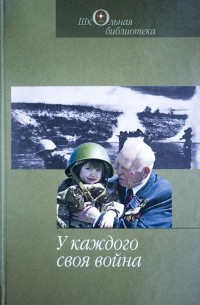 Школьная
библиотека
У каждого
своя война